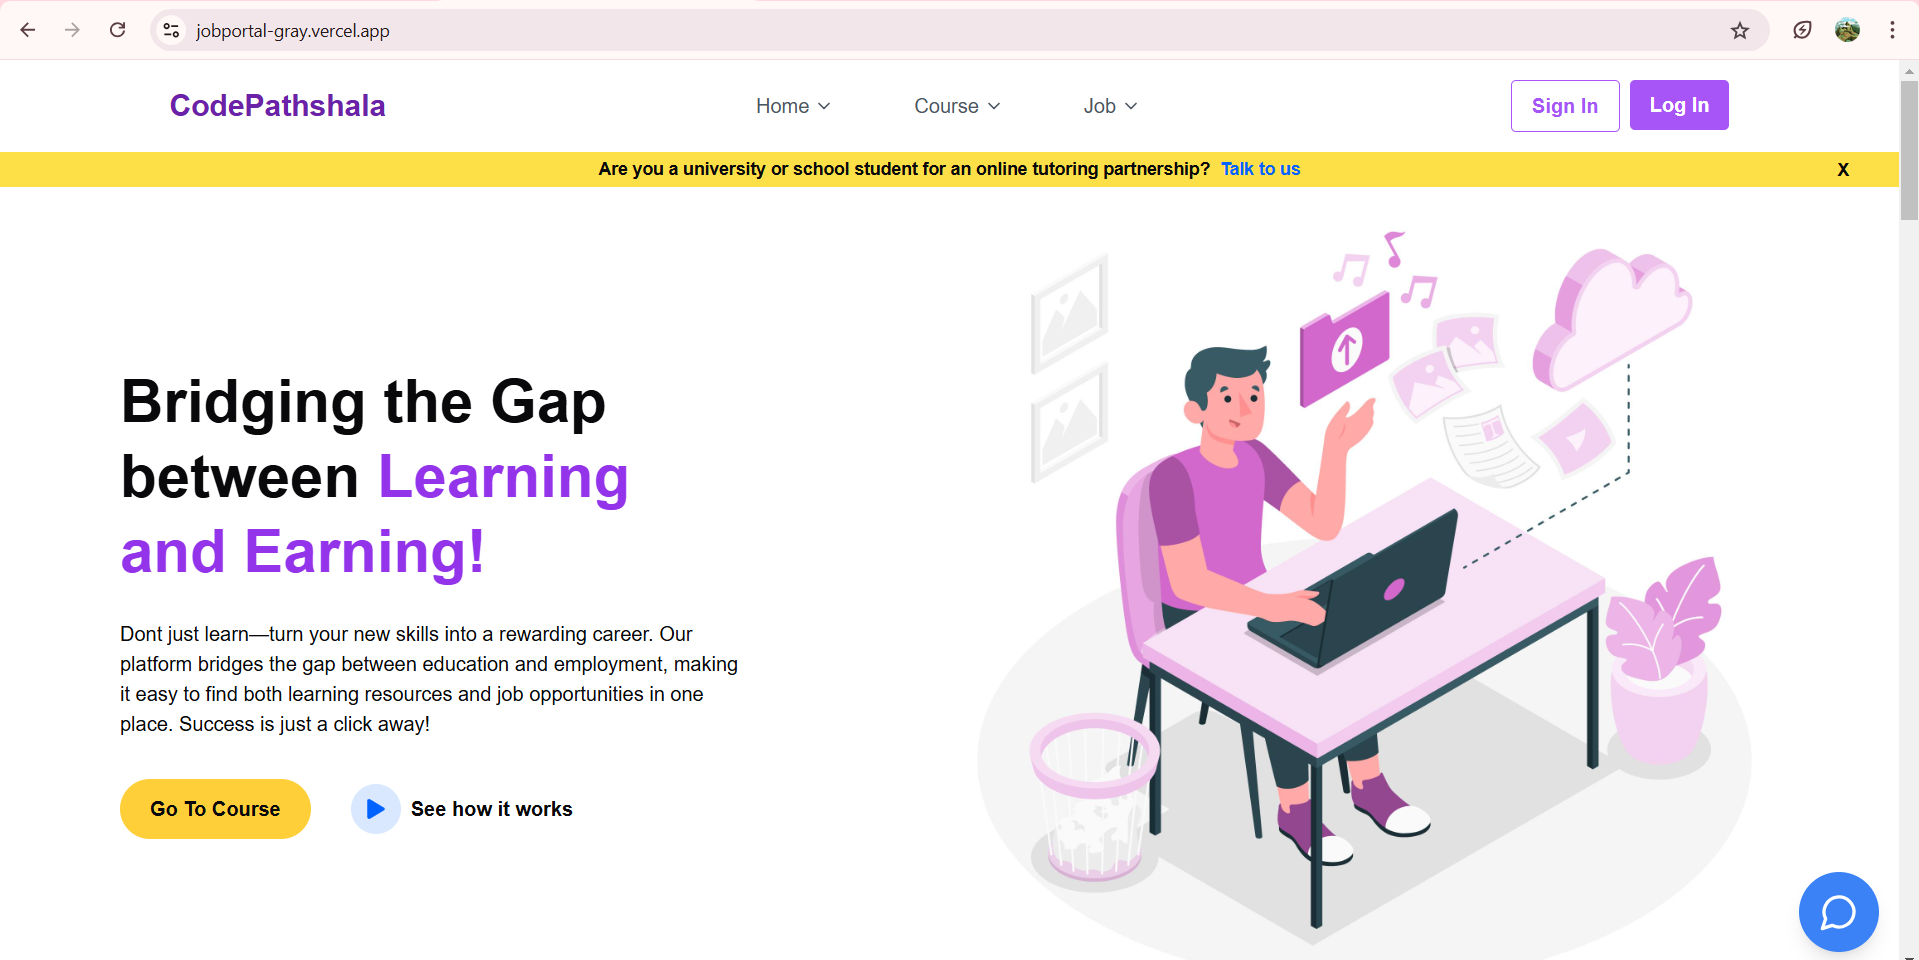 jobportal-gray.vercel.app
CodePathshala
Home
Course
Job
Sign In
Log In
Are you a university or school student for an online tutoring partnership? Talk to us
X
Bridging the Gap
between Learning
and Earning!
Dont just learn—turn your new skills into a rewarding career. Our
platform bridges the gap between education and employment, making
it easy to find both learning resources and job opportunities in one
place. Success is just a click away!
Go To Course
See how it works